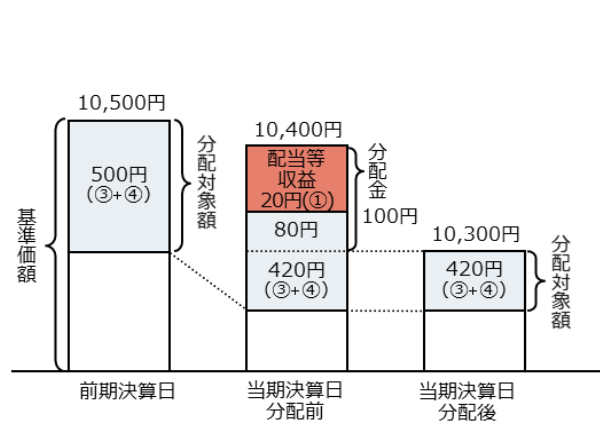 10,500円
500円
(③+④)
分配対象額
基準価額
前期決算日
10,400円
配当等
収益
20円(①)
80円
420円
(③+④)
分配金
100円
当期決算日
分配前
10,300円
420円
(③+④)
分配対象額
当期決算日
分配後